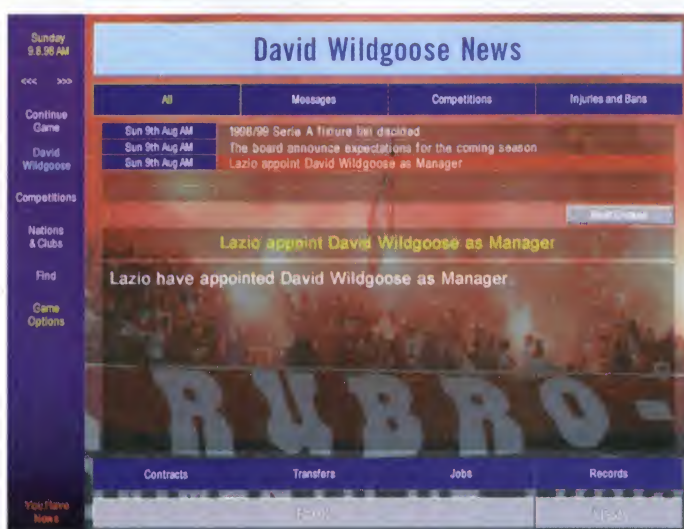 Sunday
9.8.98 AM
<<< >>>
Continue
Game
David
Wildgoose
Competitions
Nations
& Clubs
Find
Game
Options
You Have
News
David Wildgoose News
All Messages Competitions Injuries and Bans
Sun 9th Aug AM 1998/99 Serie A fixture list decided
Sun 9th Aug AM The board announce expectations for the coming season
Sun 9th Aug AM Lazio appoint David Wildgoose as Manager
Lazio appoint David Wildgoose as Manager
Lazio have appointed David Wildgoose as Manager.
RUBRO-
Contracts Transfers Jobs Records